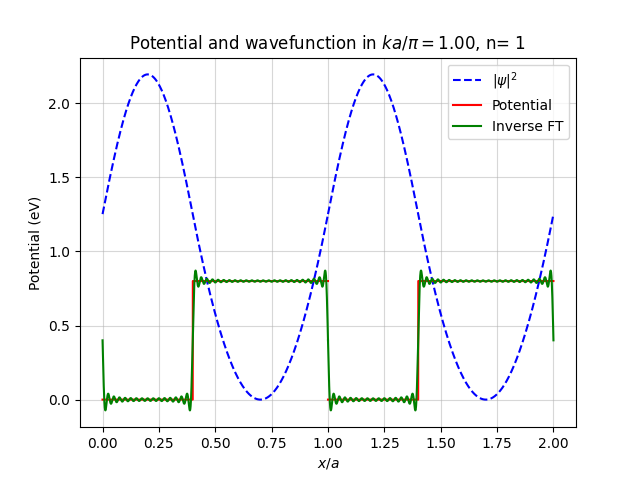 Potential and wavefunction in ka/π = 1.00, n= 1
|ψ|²
Potential
Inverse FT
Potential (eV)
2.0
1.5
1.0
0.5
0.0
0.00 0.25 0.50 0.75 1.00 1.25 1.50 1.75 2.00
x/a